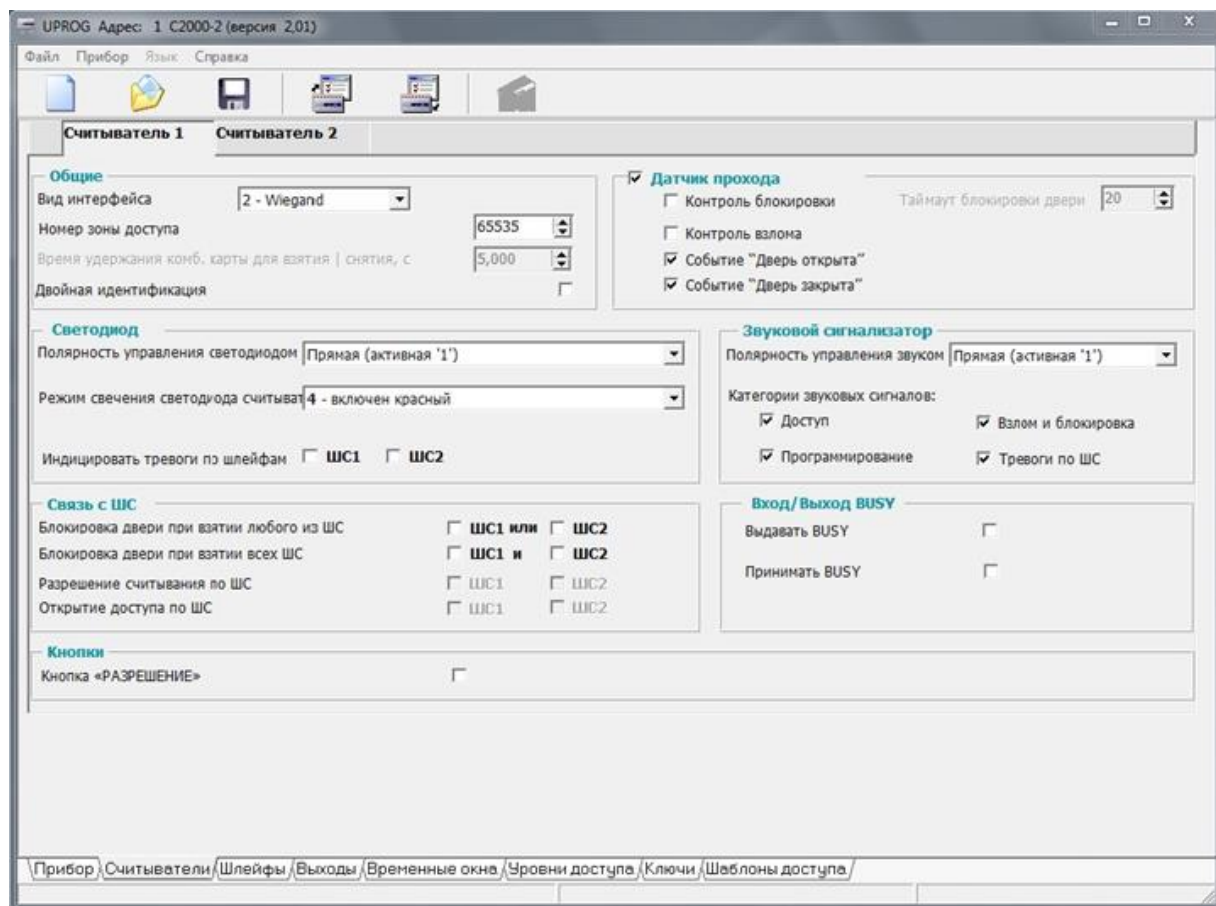 UPROG Адрес: 1 С2000-2 (версия 2,01)
Файл Прибор Язык Справка
Считыватель 1 Считыватель 2
Общие
Вид интерфейса 2 - Wiegand
Номер зоны доступа 65535
Время удержания комб. карты для взятия | снятия, с 5,000
Двойная идентификация
Датчик прохода
Контроль блокировки Таймаут блокировки двери 20
Контроль взлома
Событие "Дверь открыта"
Событие "Дверь закрыта"
Светодиод
Полярность управления светодиодом Прямая (активная '1')
Режим свечения светодиода считыват 4 - включен красный
Индицировать тревоги по шлейфам ШС1 ШС2
Звуковой сигнализатор
Полярность управления звуком Прямая (активная '1')
Категории звуковых сигналов:
Доступ Взлом и блокировка
Программирование Тревоги по ШС
Связь с ШС
Блокировка двери при взятии любого из ШС ШС1 или ШС2
Блокировка двери при взятии всех ШС ШС1 и ШС2
Разрешение считывания по ШС ШС1 ШС2
Открытие доступа по ШС ШС1 ШС2
Вход/Выход BUSY
Выдавать BUSY
Принимать BUSY
Кнопки
Кнопка «РАЗРЕШЕНИЕ»
Прибор Считыватели Шлейфы Выходы Временные окна Уровни доступа Ключи Шаблоны доступа